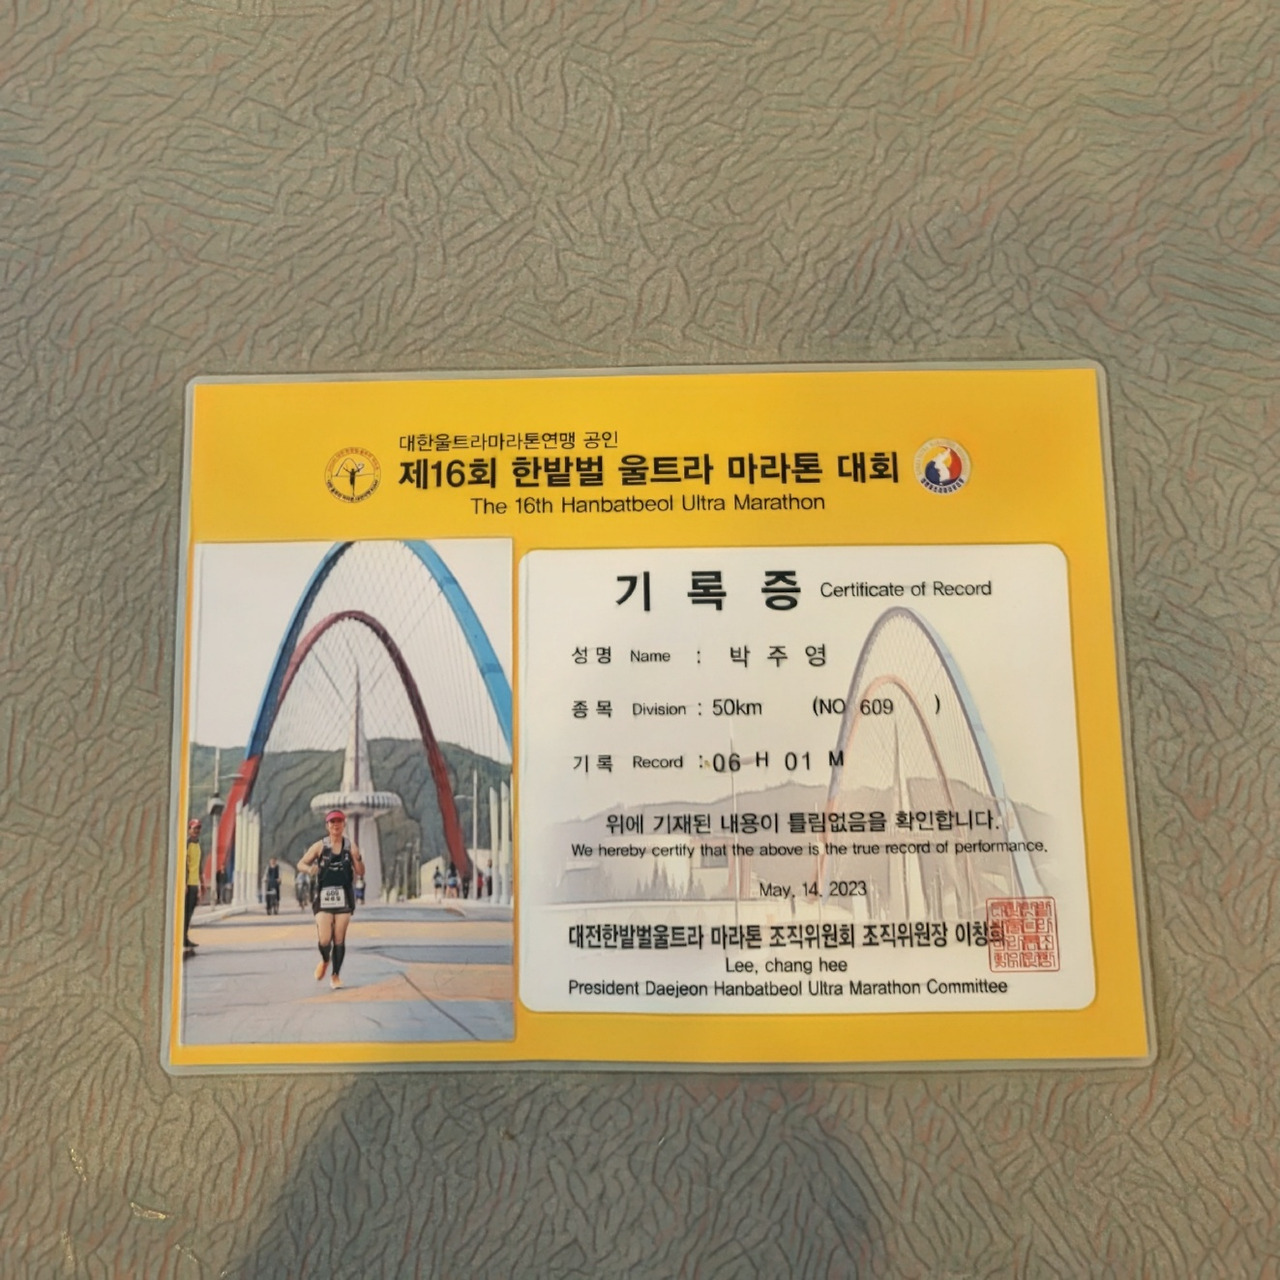 대한울트라마라톤연맹 공인
제16회 한밭벌 울트라 마라톤 대회
The 16th Hanbatbeol Ultra Marathon
기 록 증 Certificate of Record
성명 Name : 박 주 영
종목 Division : 50km (NO 609 )
기록 Record : 06 H 01 M
위에 기재된 내용이 틀림없음을 확인합니다.
We hereby certify that the above is the true record of performance.
May, 14, 2023
대전한밭벌울트라 마라톤 조직위원회 조직위원장 이창희
Lee, chang hee
President Daejeon Hanbatbeol Ultra Marathon Committee